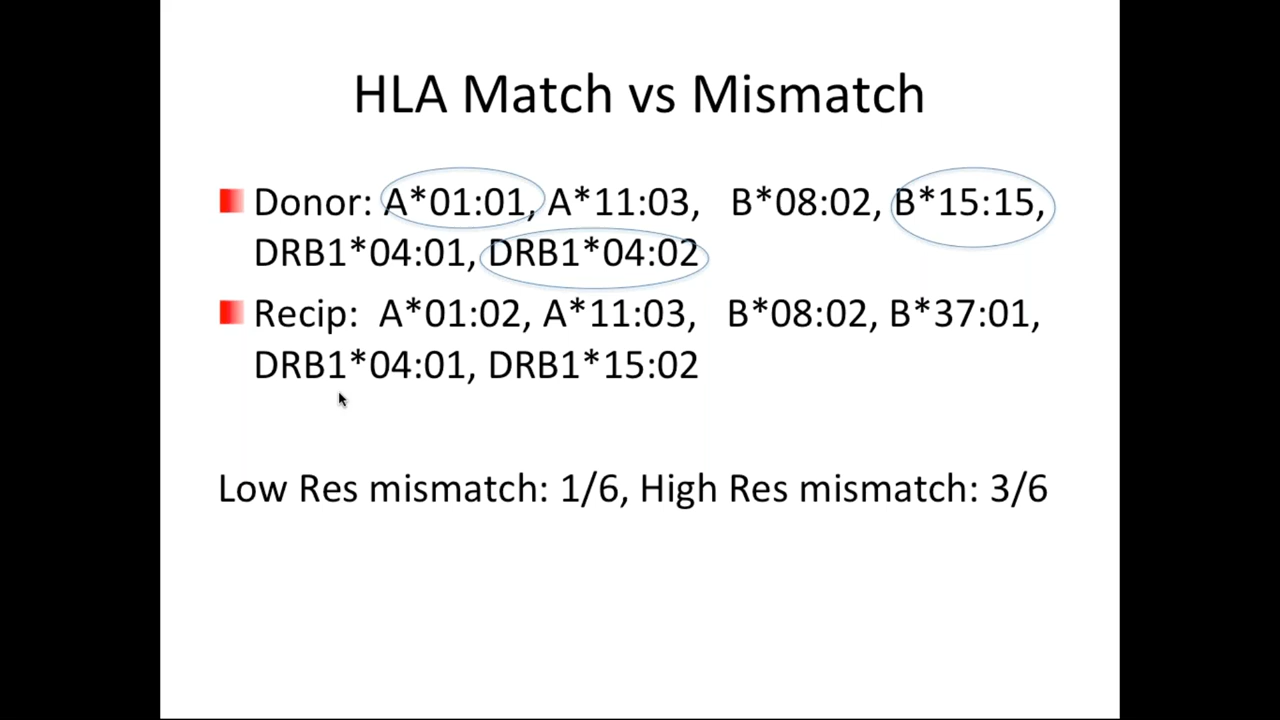 HLA Match vs Mismatch
Donor: A*01:01, A*11:03, B*08:02, B*15:15,
DRB1*04:01, DRB1*04:02
Recip: A*01:02, A*11:03, B*08:02, B*37:01,
DRB1*04:01, DRB1*15:02
Low Res mismatch: 1/6, High Res mismatch: 3/6